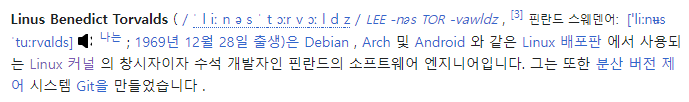 Linus Benedict Torvalds ( / ˈ l iː n ə s ˈ t ɔːr v ɔː l d z / LEE -nəs TOR -vawldz , [3] 핀란드 스웨덴어: [ˈliːnʉs
ˈtuːrvɑlds] 나는 ; 1969년 12월 28일 출생)은 Debian , Arch 및 Android 와 같은 Linux 배포판 에서 사용되
는 Linux 커널 의 창시자이자 수석 개발자인 핀란드의 소프트웨어 엔지니어입니다. 그는 또한 분산 버전 제
어 시스템 Git을 만들었습니다 .